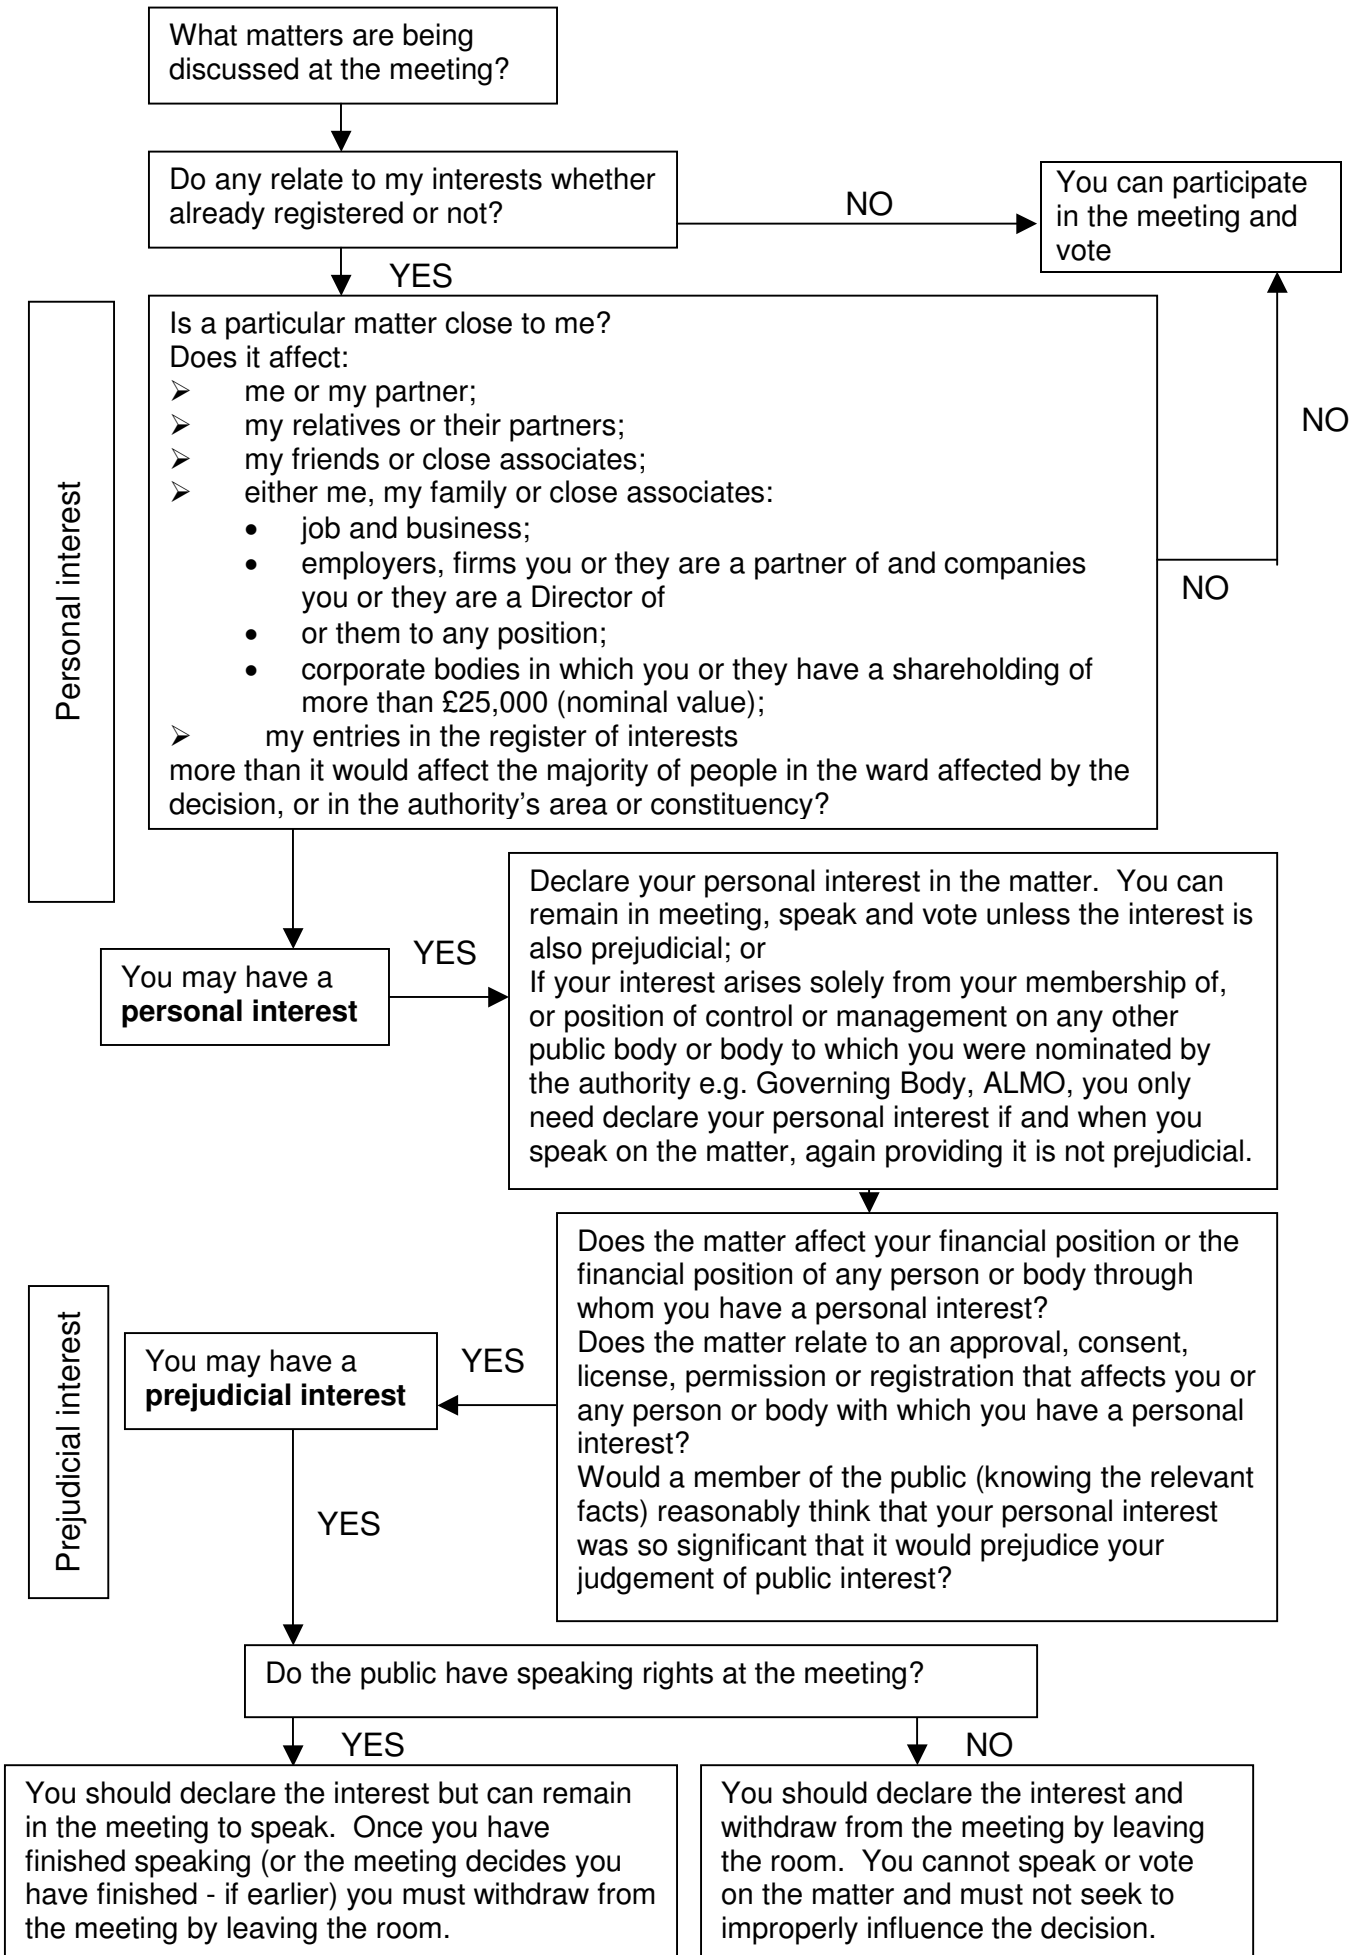 What matters are being
discussed at the meeting?
Do any relate to my interests whether
already registered or not?
NO
You can participate
in the meeting and
vote
YES
Personal interest
Is a particular matter close to me?
Does it affect:
➢ me or my partner;
➢ my relatives or their partners;
➢ my friends or close associates;
➢ either me, my family or close associates:
• job and business;
• employers, firms you or they are a partner of and companies
you or they are a Director of
• or them to any position;
• corporate bodies in which you or they have a shareholding of
more than £25,000 (nominal value);
➢ my entries in the register of interests
more than it would affect the majority of people in the ward affected by the
decision, or in the authority's area or constituency?
NO
NO
You may have a
personal interest
YES
Declare your personal interest in the matter. You can
remain in meeting, speak and vote unless the interest is
also prejudicial; or
If your interest arises solely from your membership of,
or position of control or management on any other
public body or body to which you were nominated by
the authority e.g. Governing Body, ALMO, you only
need declare your personal interest if and when you
speak on the matter, again providing it is not prejudicial.
Prejudicial interest
You may have a
prejudicial interest
YES
Does the matter affect your financial position or the
financial position of any person or body through
whom you have a personal interest?
Does the matter relate to an approval, consent,
license, permission or registration that affects you or
any person or body with which you have a personal
interest?
Would a member of the public (knowing the relevant
facts) reasonably think that your personal interest
was so significant that it would prejudice your
judgement of public interest?
YES
Do the public have speaking rights at the meeting?
YES
NO
You should declare the interest but can remain
in the meeting to speak. Once you have
finished speaking (or the meeting decides you
have finished - if earlier) you must withdraw from
the meeting by leaving the room.
You should declare the interest and
withdraw from the meeting by leaving
the room. You cannot speak or vote
on the matter and must not seek to
improperly influence the decision.